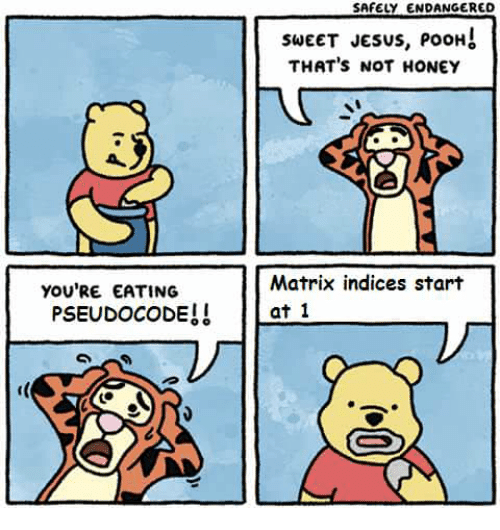 SAFELY ENDANGERED
SWEET JESUS, POOH!
THAT'S NOT HONEY
YOU'RE EATING
PSEUDOCODE!!
Matrix indices start
at 1